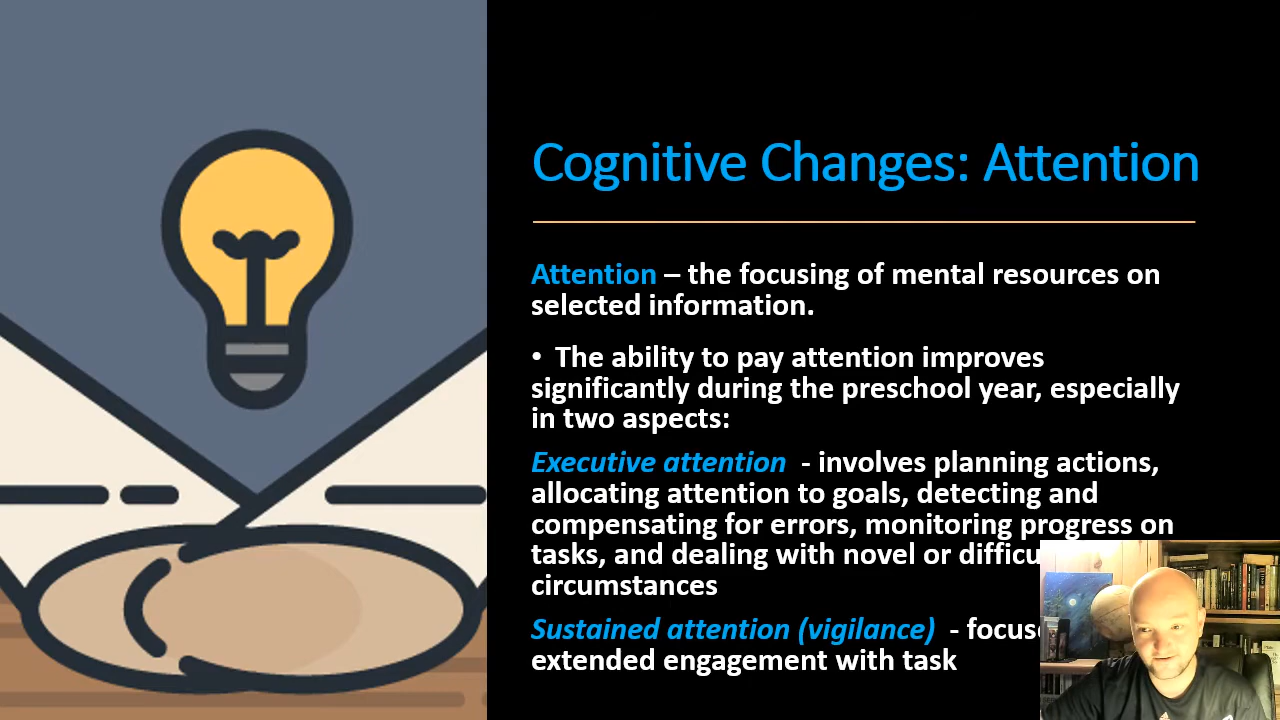 Cognitive Changes: Attention
Attention – the focusing of mental resources on
selected information.
• The ability to pay attention improves
significantly during the preschool year, especially
in two aspects:
Executive attention - involves planning actions,
allocating attention to goals, detecting and
compensating for errors, monitoring progress on
tasks, and dealing with novel or
circumstances
Sustained attention (vigilance) -
extended engagement with task